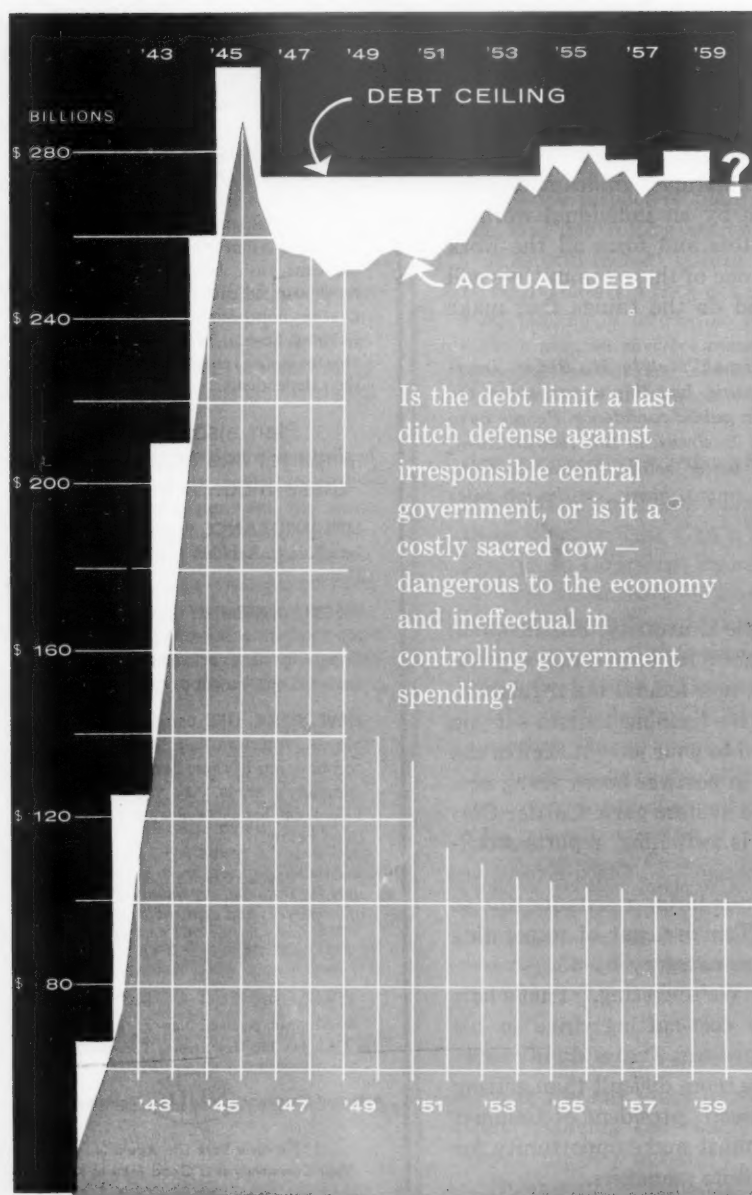 '43 '45 '47 '49 '51 '53 '55 '57 '59
DEBT CEILING
BILLIONS
$ 280
?
ACTUAL DEBT
$ 240
Is the debt limit a last
ditch defense against
irresponsible central
$ 200
government, or is it a
costly sacred cow —
dangerous to the economy
and ineffectual in
controlling government
$ 160
spending?
$ 120
$ 80
'43 '45 '47 '49 '51 '53 '55 '57 '59